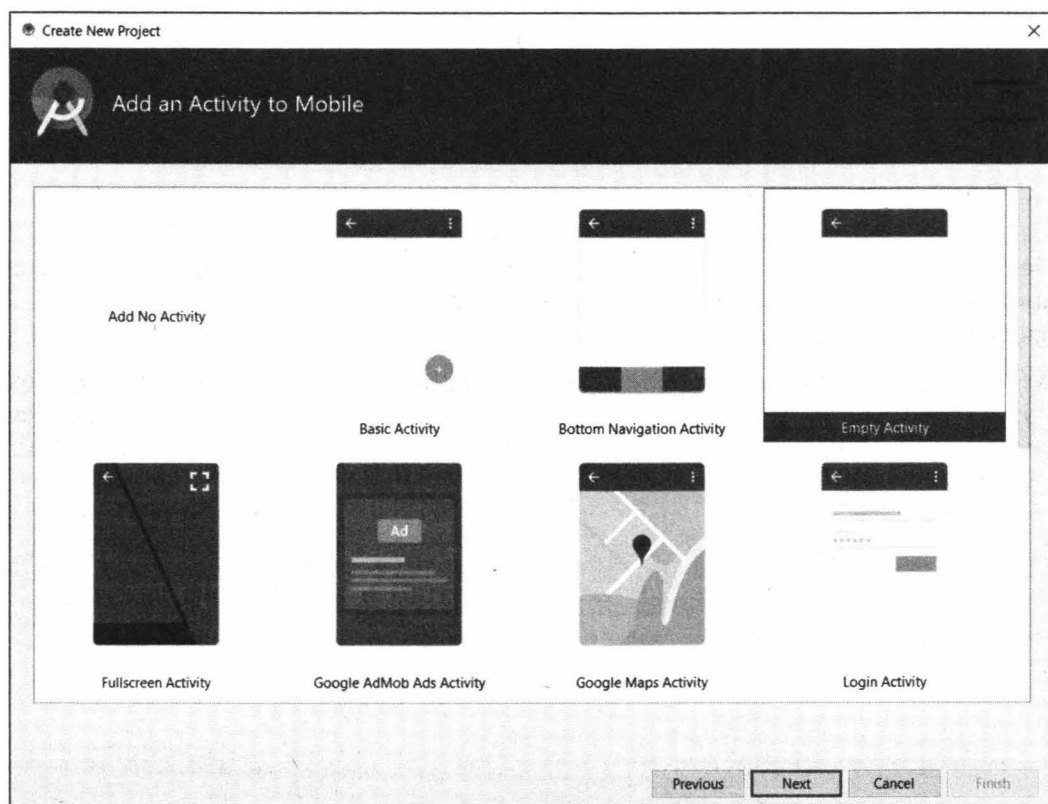 Create New Project
Add an Activity to Mobile
Add No Activity
Basic Activity
Bottom Navigation Activity
Empty Activity
Ad
Fullscreen Activity
Google AdMob Ads Activity
Google Maps Activity
Login Activity
Previous
Next
Cancel
Finish